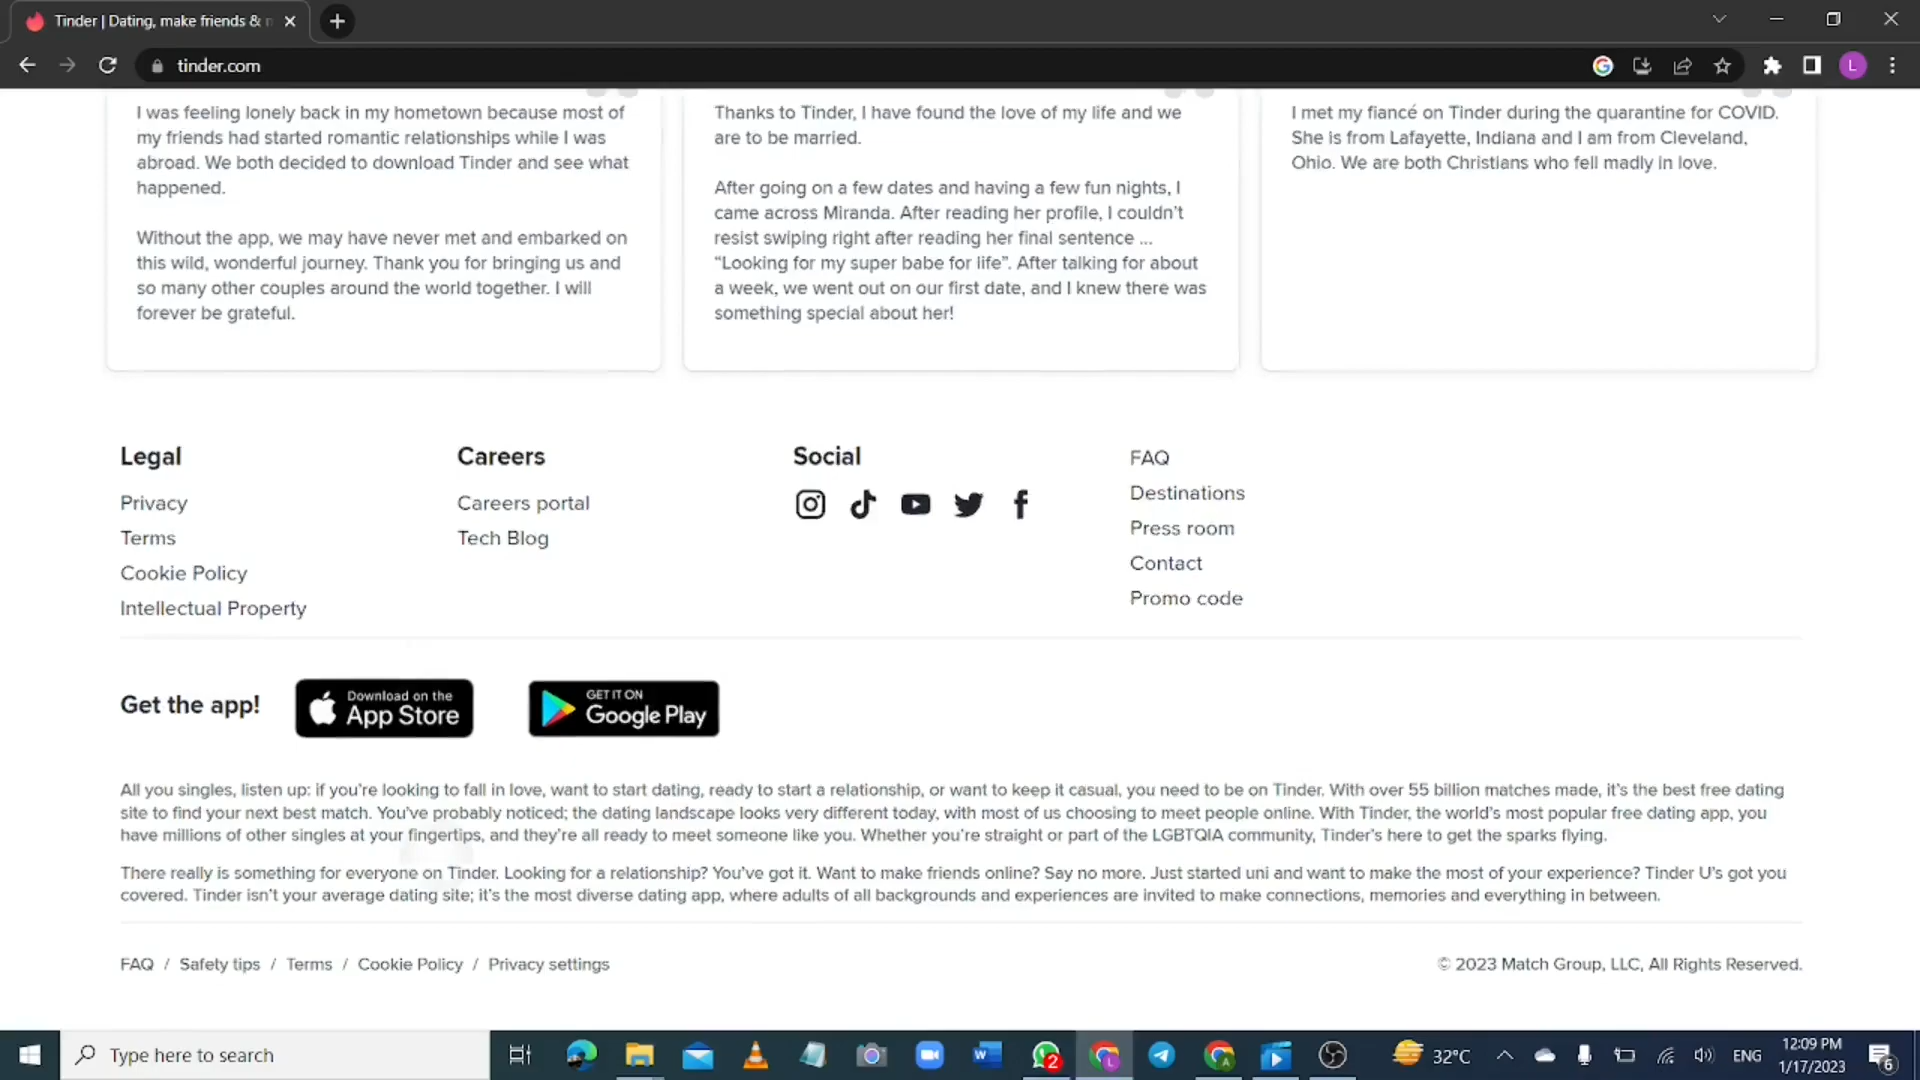 Tinder | Dating, make friends &
tinder.com
L
I was feeling lonely back in my hometown because most of
my friends had started romantic relationships while I was
abroad. We both decided to download Tinder and see what
happened.
Without the app, we may have never met and embarked on
this wild, wonderful journey. Thank you for bringing us and
so many other couples around the world together. I will
forever be grateful.
Thanks to Tinder, I have found the love of my life and we
are to be married.
After going on a few dates and having a few fun nights, I
came across Miranda. After reading her profile, I couldn’t
resist swiping right after reading her final sentence ...
“Looking for my super babe for life”. After talking for about
a week, we went out on our first date, and I knew there was
something special about her!
I met my fiancé on Tinder during the quarantine for COVID.
She is from Lafayette, Indiana and I am from Cleveland,
Ohio. We are both Christians who fell madly in love.
Legal
Privacy
Terms
Cookie Policy
Intellectual Property
Careers
Careers portal
Tech Blog
Social
FAQ
Destinations
Press room
Contact
Promo code
Get the app!
Download on the
App Store
GET IT ON
Google Play
All you singles, listen up: if you’re looking to fall in love, want to start dating, ready to start a relationship, or want to keep it casual, you need to be on Tinder. With over 55 billion matches made, it’s the best free dating
site to find your next best match. You’ve probably noticed; the dating landscape looks very different today, with most of us choosing to meet people online. With Tinder, the world’s most popular free dating app, you
have millions of other singles at your fingertips, and they’re all ready to meet someone like you. Whether you’re straight or part of the LGBTQIA community, Tinder’s here to get the sparks flying.
There really is something for everyone on Tinder. Looking for a relationship? You’ve got it. Want to make friends online? Say no more. Just started uni and want to make the most of your experience? Tinder U’s got you
covered. Tinder isn’t your average dating site; it’s the most diverse dating app, where adults of all backgrounds and experiences are invited to make connections, memories and everything in between.
FAQ / Safety tips / Terms / Cookie Policy / Privacy settings
© 2023 Match Group, LLC, All Rights Reserved.
Type here to search
2
32°C
ENG
12:09 PM
1/17/2023
6